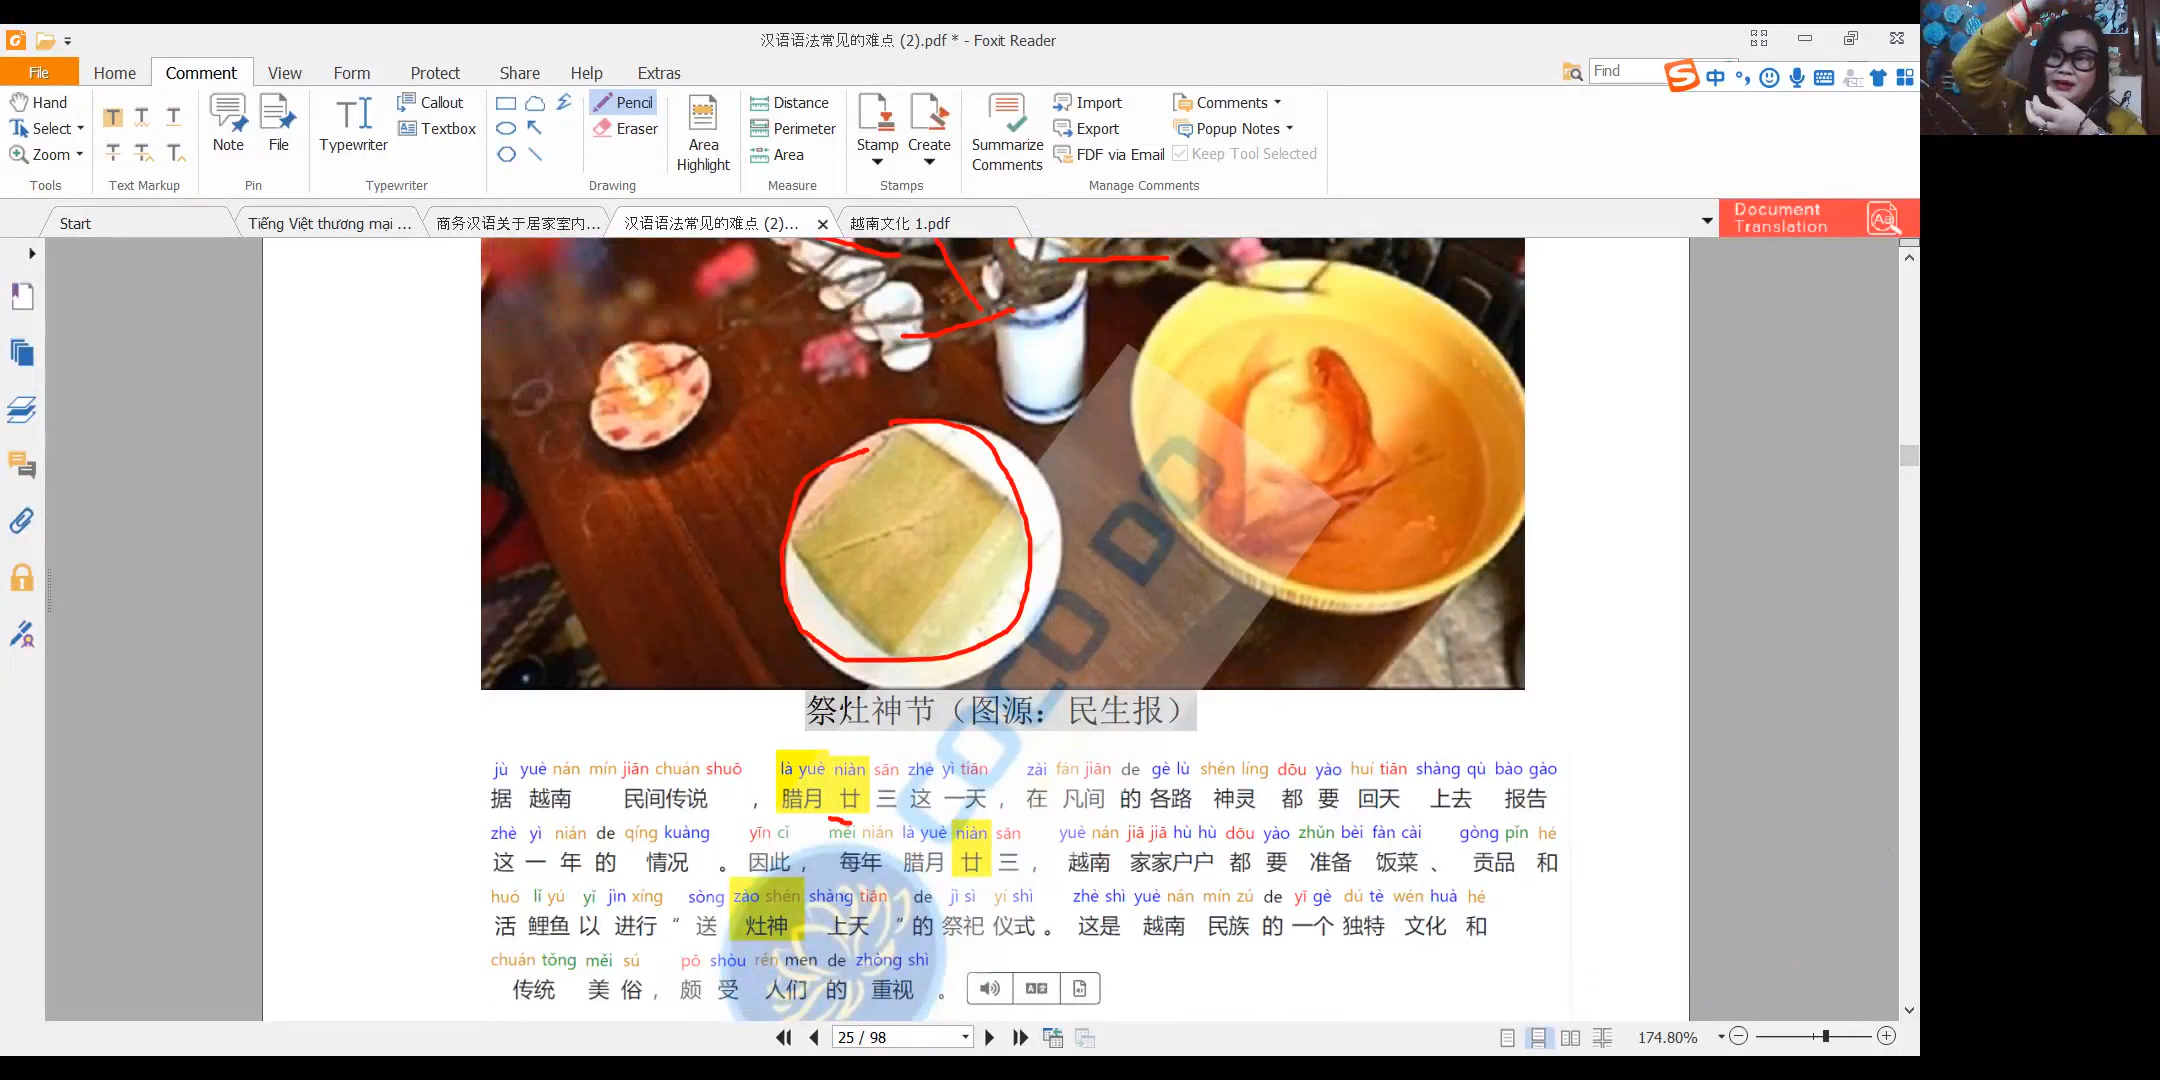 汉语语法常见的难点 (2).pdf * - Foxit Reader
File Home Comment View Form Protect Share Help Extras
Find
中
Hand
Select
Zoom
Tools
Text Markup
Note
File
Pin
Typewriter
Callout
Textbox
Typewriter
Pencil
Eraser
Area Highlight
Drawing
Distance
Perimeter
Area
Measure
Stamp
Create
Stamps
Summarize Comments
Import
Export
FDF via Email
Comments
Popup Notes
Keep Tool Selected
Manage Comments
Start
Tiếng Việt thương mại ...
商务汉语关于居家室内...
汉语语法常见的难点 (2)...
越南文化 1.pdf
Document Translation
COCO DO
祭灶神节（图源：民生报）
jù yuè nán mín jiān chuán shuō là yuè niàn sān zhè yì tiān zài fán jiān de gè lù shén líng dōu yào huí tiān shàng qù bào gào
据 越南 民间传说 ，腊月 廿 三 这 一天 ，在 凡间 的 各路 神灵 都 要 回天 上去 报告
zhè yì nián de qíng kuàng yīn cǐ měi nián là yuè niàn sān yuè nán jiā jiā hù hù dōu yào zhǔn bèi fàn cài gòng pǐn hé
这 一 年 的 情况 。因此 ，每年 腊月 廿 三 ，越南 家家户户 都 要 准备 饭菜 、贡品 和
huó lǐ yú yǐ jìn xíng sòng zào shén shàng tiān de jì sì yí shì zhè shì yuè nán mín zú de yī gè dú tè wén huà hé
活 鲤鱼 以 进行 “ 送 灶神 上天 ” 的 祭祀 仪式 。这是 越南 民族 的 一个 独特 文化 和
chuán tǒng měi sú pō shòu rén men de zhòng shì
传统 美 俗 ，颇 受 人们 的 重视 。
25 / 98
174.80%